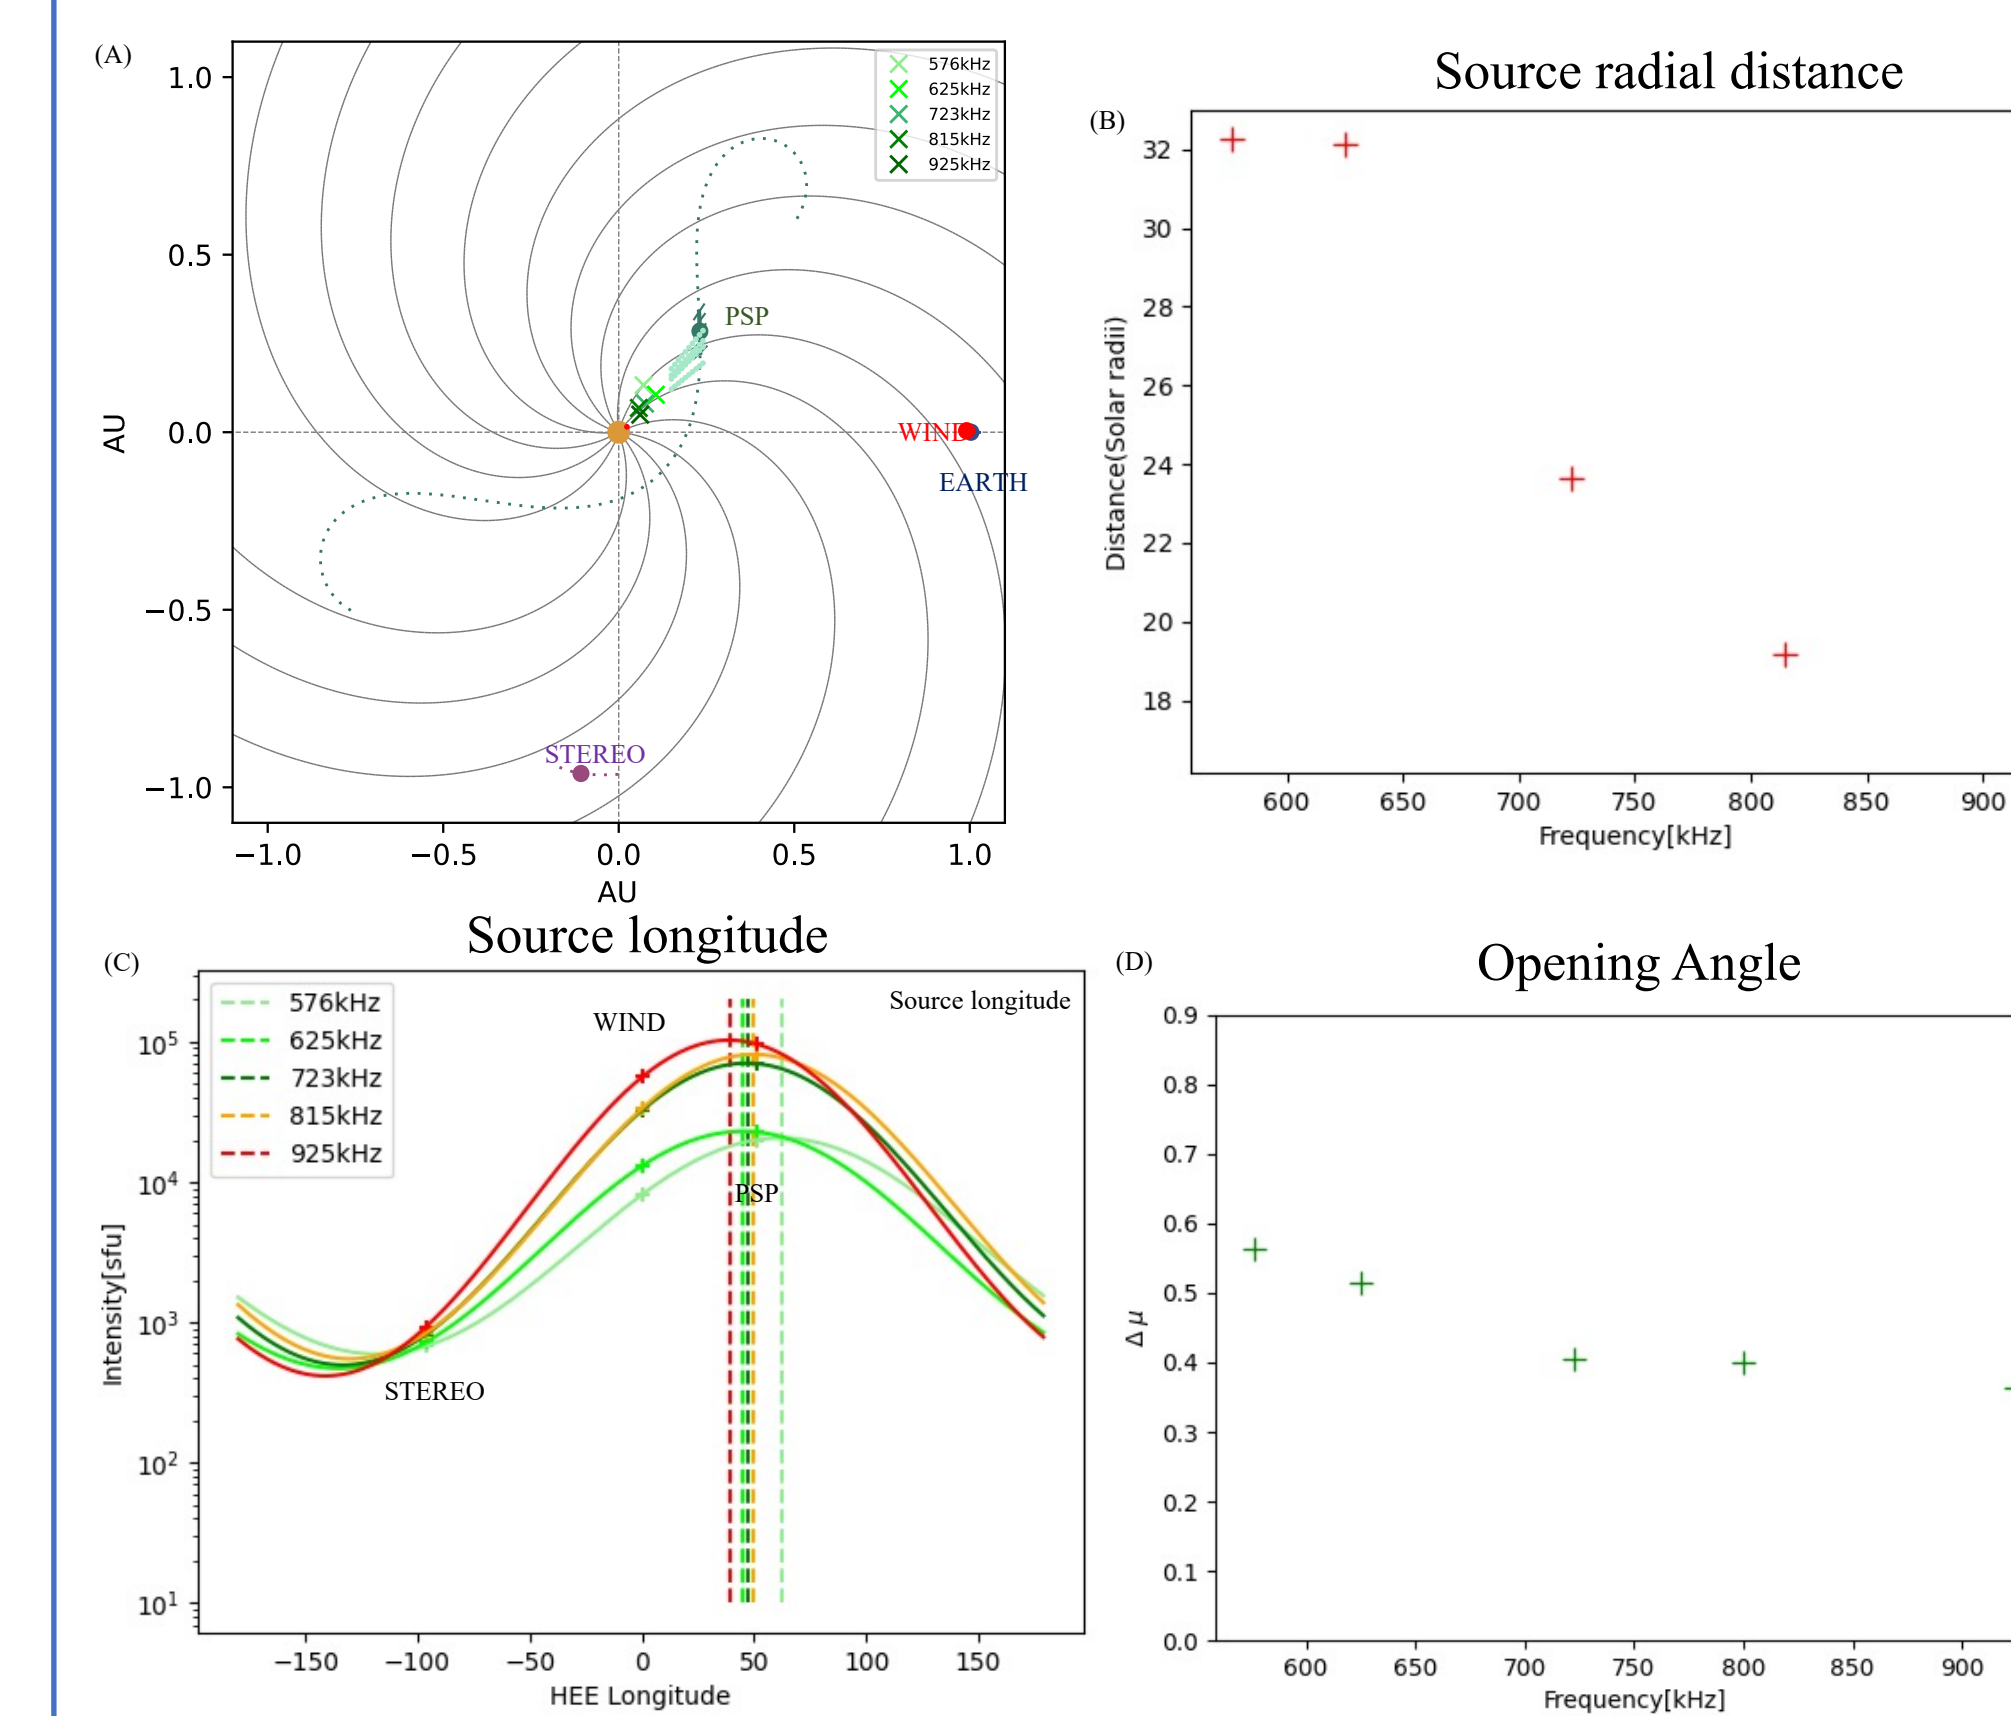 (A)
1.0
0.5
0.0
−0.5
−1.0
AU
−1.0 −0.5 0.0 0.5 1.0
AU
576kHz
625kHz
723kHz
815kHz
925kHz
PSP
WIND
EARTH
STEREO
Source radial distance
(B)
32
30
28
26
24
22
20
18
Distance(Solar radii)
600 650 700 750 800 850 900
Frequency[kHz]
Source longitude
(C)
576kHz
625kHz
723kHz
815kHz
925kHz
Source longitude
WIND
PSP
STEREO
10⁵
10⁴
10³
10²
10¹
Intensity[sfu]
−150 −100 −50 0 50 100 150
HEE Longitude
Opening Angle
(D)
0.9
0.8
0.7
0.6
0.5
0.4
0.3
0.2
0.1
0.0
Δ μ
600 650 700 750 800 850 900
Frequency[kHz]